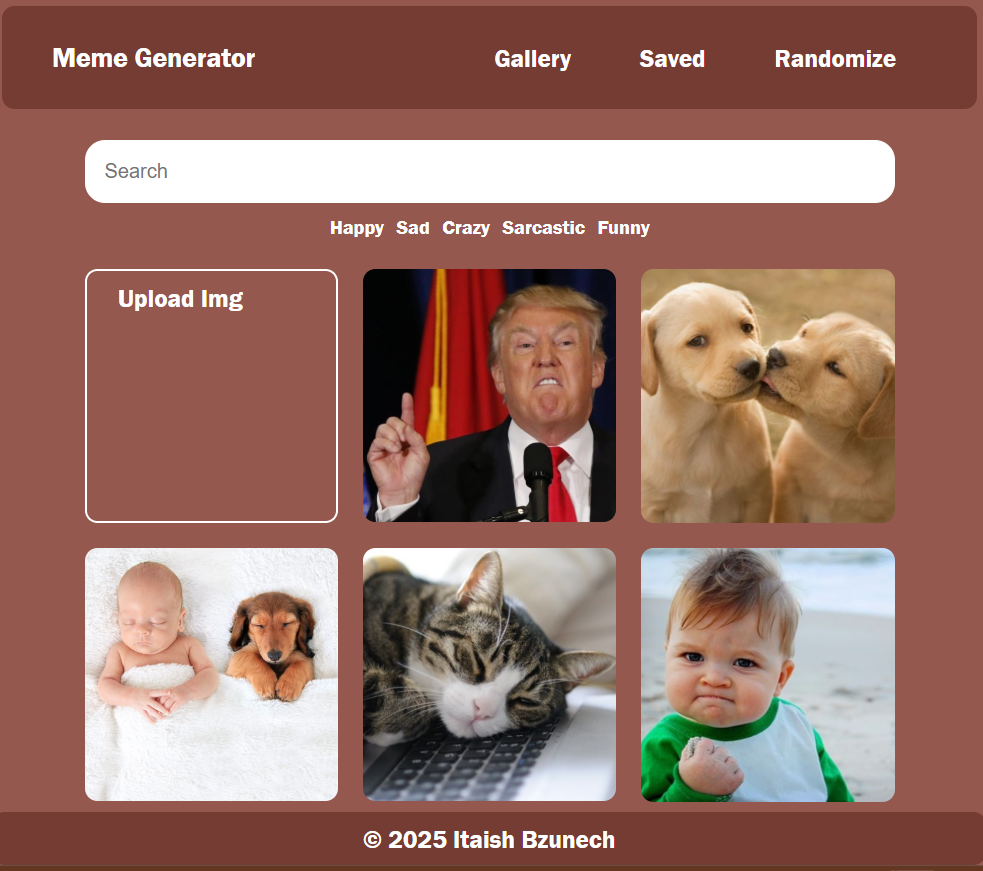 Meme Generator Gallery Saved Randomize
Search
Happy Sad Crazy Sarcastic Funny
Upload Img
© 2025 Itaish Bzunech